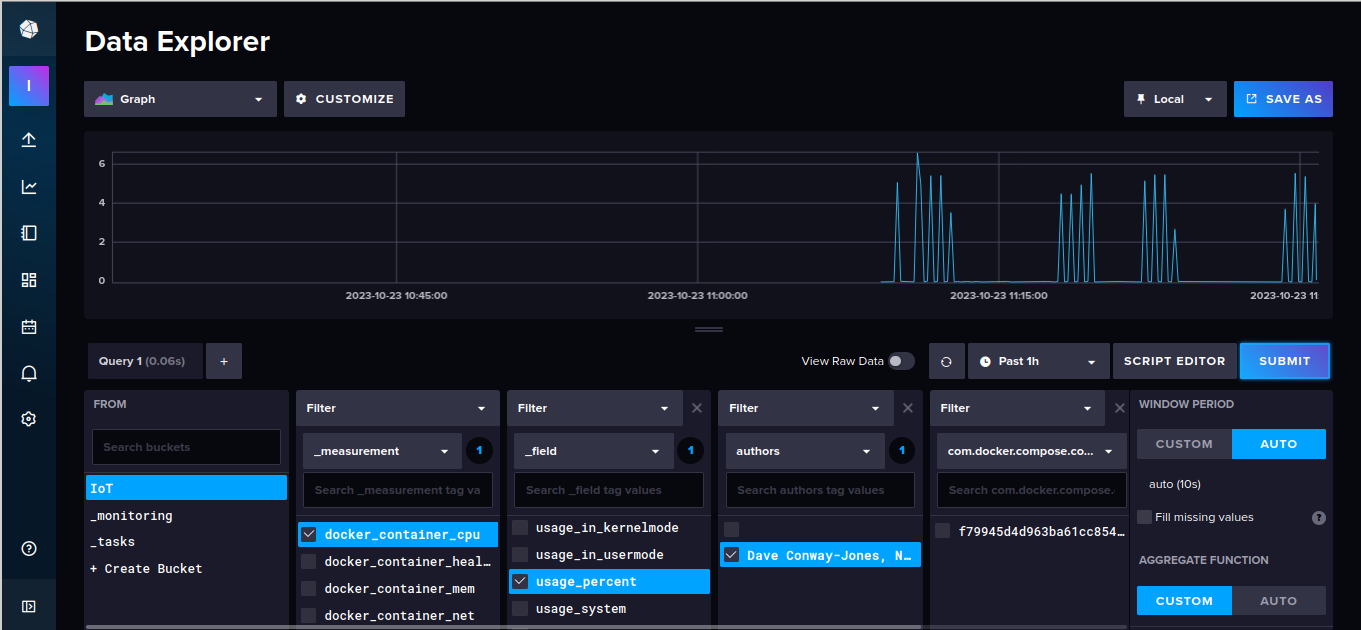 Data Explorer
I
Graph
CUSTOMIZE
Local
SAVE AS
6
4
2
0
2023-10-23 10:45:00
2023-10-23 11:00:00
2023-10-23 11:15:00
2023-10-23 11:
Query 1 (0.06s)
+
View Raw Data
Past 1h
SCRIPT EDITOR
SUBMIT
FROM
Search buckets
IoT
_monitoring
_tasks
+ Create Bucket
Filter
_measurement
1
Search _measurement tag va
docker_container_cpu
docker_container_heal…
docker_container_mem
docker_container_net
Filter
_field
1
Search _field tag values
usage_in_kernelmode
usage_in_usermode
usage_percent
usage_system
Filter
authors
1
Search authors tag values
Dave Conway-Jones, N…
Filter
com.docker.compose.co...
Search com.docker.compose.
f79945d4d963ba61cc854…
WINDOW PERIOD
CUSTOM
AUTO
auto (10s)
Fill missing values
?
AGGREGATE FUNCTION
CUSTOM
AUTO
?